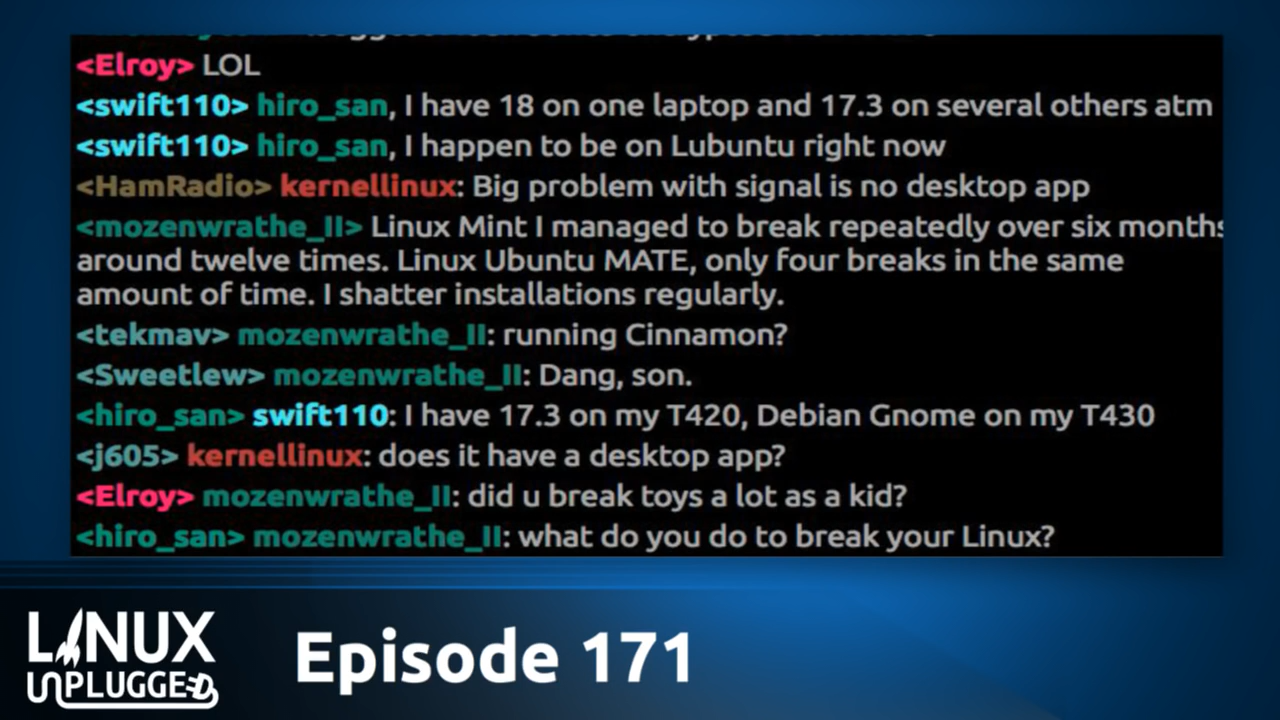 <Elroy> LOL
<swift110> hiro_san, I have 18 on one laptop and 17.3 on several others atm
<swift110> hiro_san, I happen to be on Lubuntu right now
<HamRadio> kernellinux: Big problem with signal is no desktop app
<mozenwrathe_II> Linux Mint I managed to break repeatedly over six months
around twelve times. Linux Ubuntu MATE, only four breaks in the same
amount of time. I shatter installations regularly.
<tekmav> mozenwrathe_II: running Cinnamon?
<Sweetlew> mozenwrathe_II: Dang, son.
<hiro_san> swift110: I have 17.3 on my T420, Debian Gnome on my T430
<j605> kernellinux: does it have a desktop app?
<Elroy> mozenwrathe_II: did u break toys a lot as a kid?
<hiro_san> mozenwrathe_II: what do you do to break your Linux?
LINUX
UNPLUGGED
Episode 171